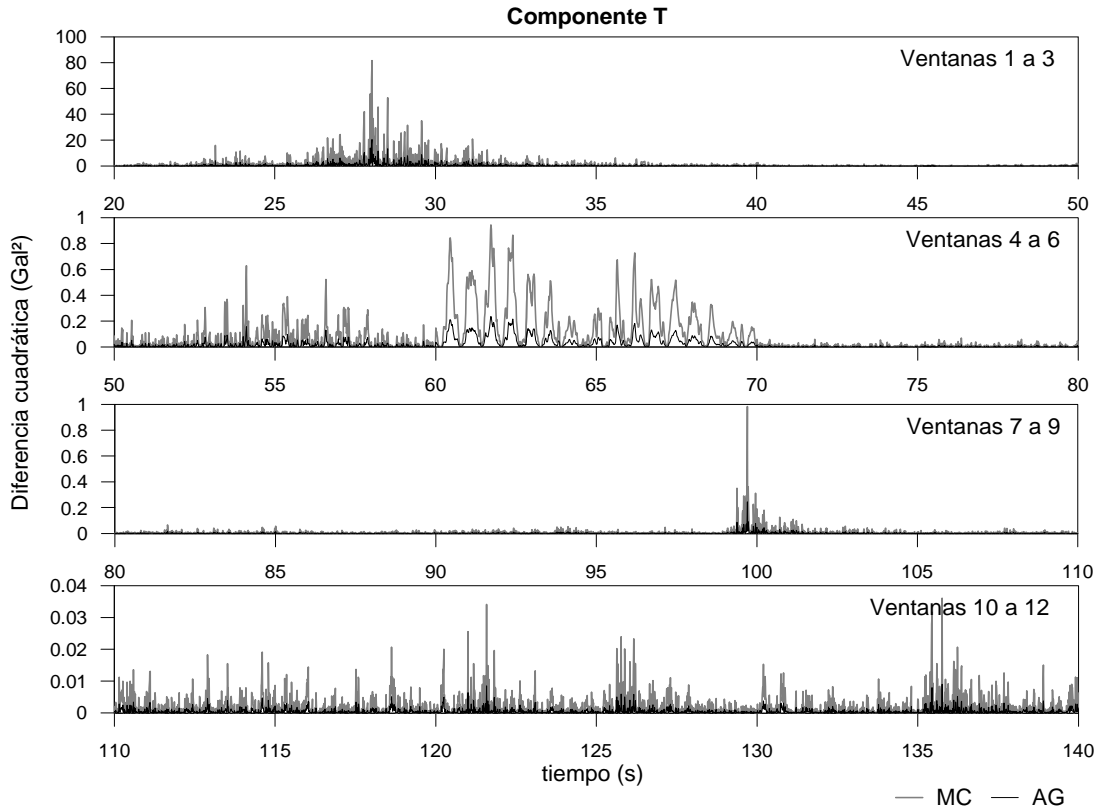 Componente T
Diferencia cuadrática (Gal²)
Ventanas 1 a 3
100
80
60
40
20
0
20 25 30 35 40 45 50
Ventanas 4 a 6
1
0.8
0.6
0.4
0.2
0
50 55 60 65 70 75 80
Ventanas 7 a 9
1
0.8
0.6
0.4
0.2
0
80 85 90 95 100 105 110
Ventanas 10 a 12
0.04
0.03
0.02
0.01
0
110 115 120 125 130 135 140
tiempo (s)
MC AG